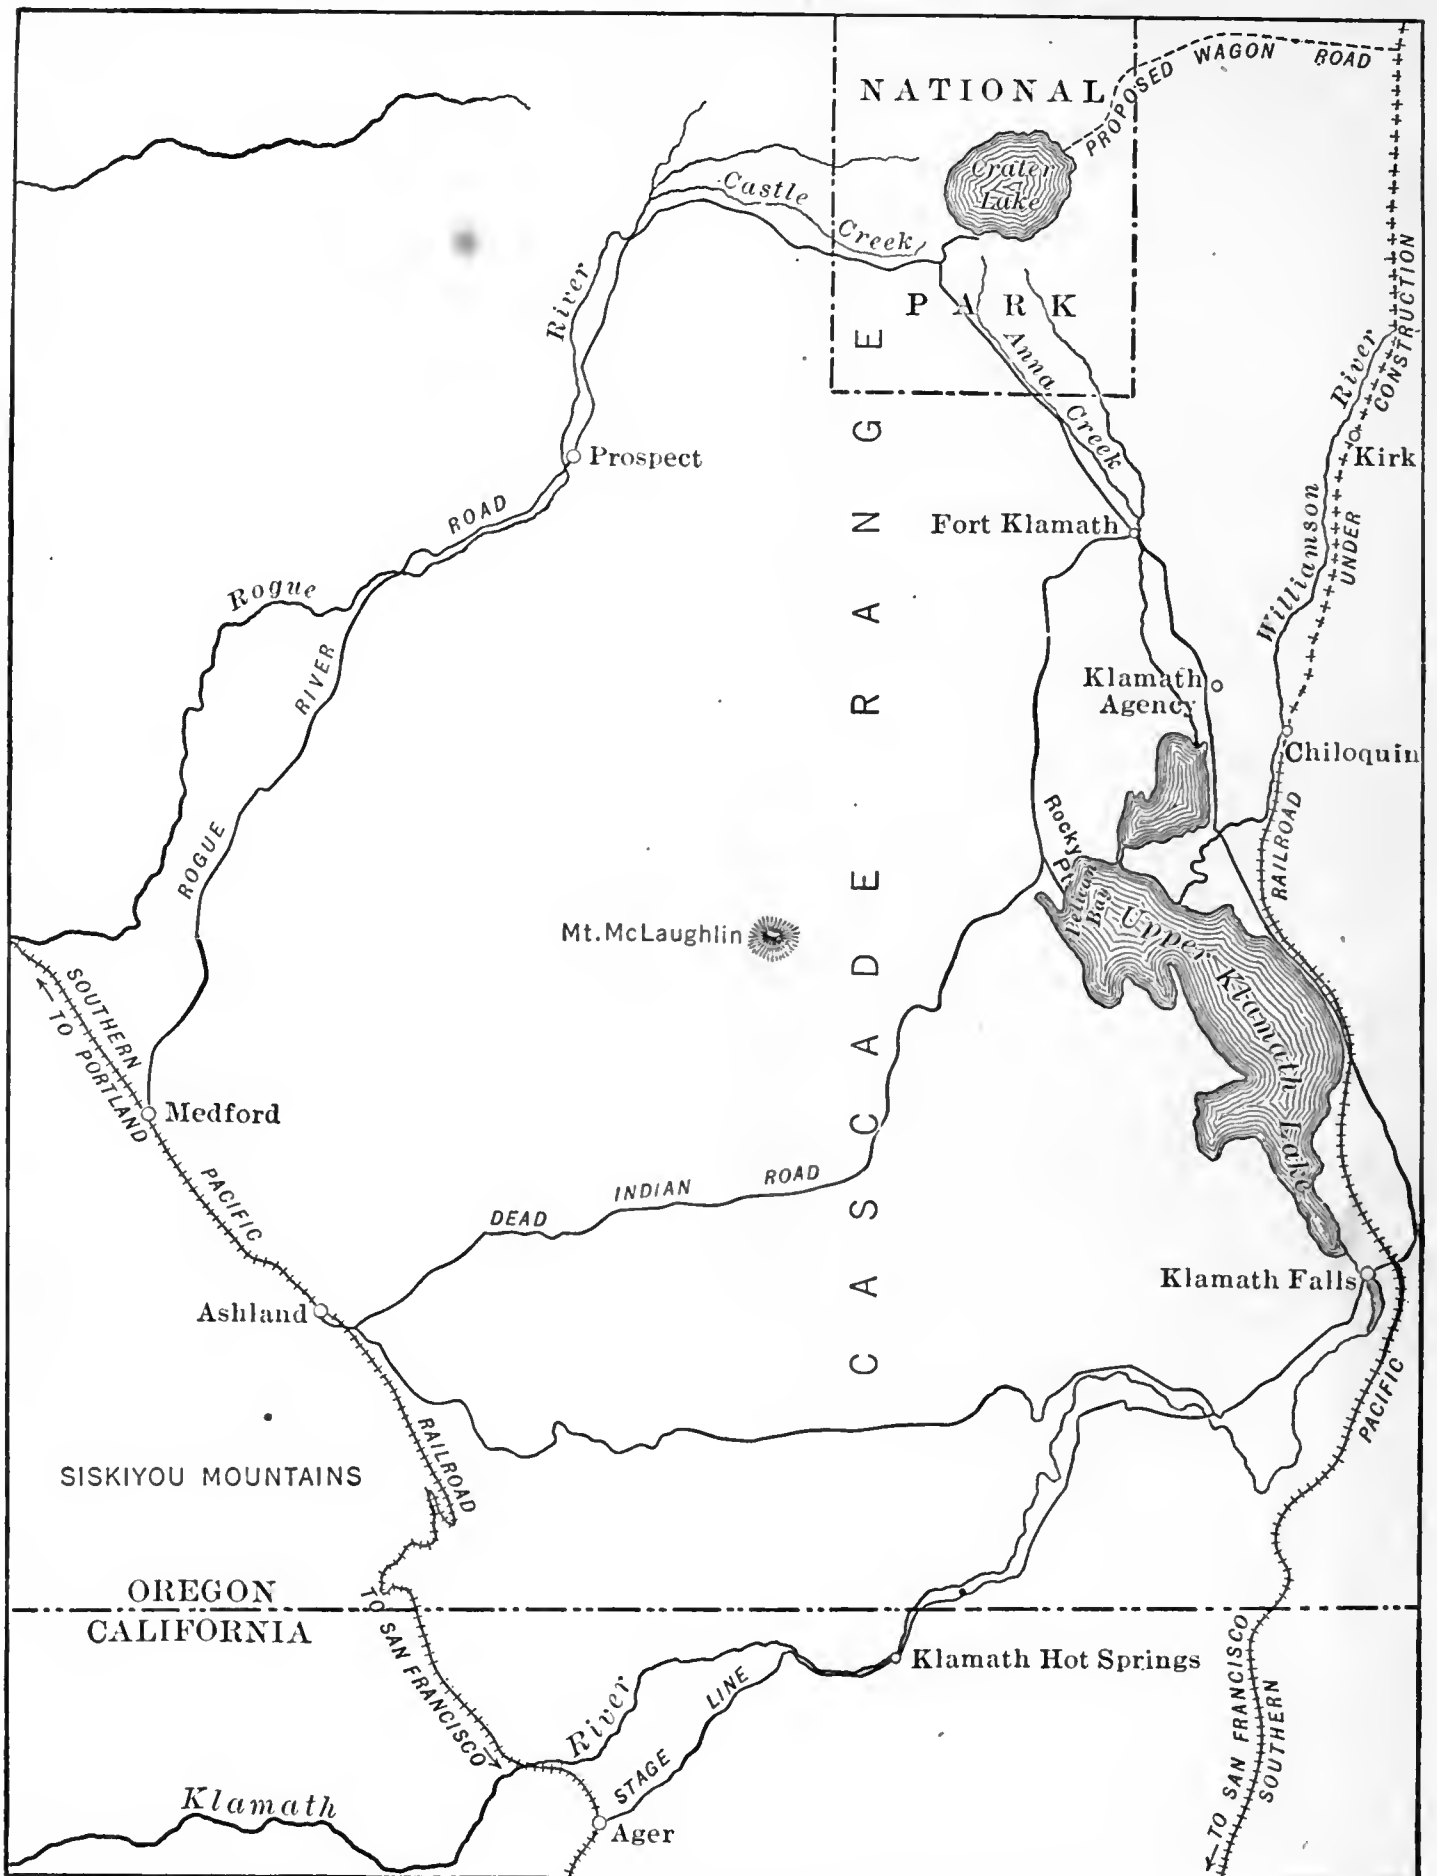 NATIONAL
PARK
PROPOSED WAGON ROAD
Crater
Lake
Castle
Creek
River
Anna
Creek
UNDER CONSTRUCTION
Williamson River
Kirk
Prospect
ROAD
Fort Klamath
Rogue
RIVER
ROGUE
CASCADE RANGE
Klamath
Agency
Chiloquin
RAILROAD
Rocky
Pt.
Pelican
Bay
Upper Klamath Lake
Mt. McLaughlin
SOUTHERN
← TO PORTLAND
Medford
PACIFIC
DEAD INDIAN ROAD
Ashland
Klamath Falls
PACIFIC
RAILROAD
SISKIYOU MOUNTAINS
OREGON
CALIFORNIA
TO SAN FRANCISCO →
Klamath Hot Springs
River
STAGE LINE
Klamath
Ager
← TO SAN FRANCISCO
SOUTHERN